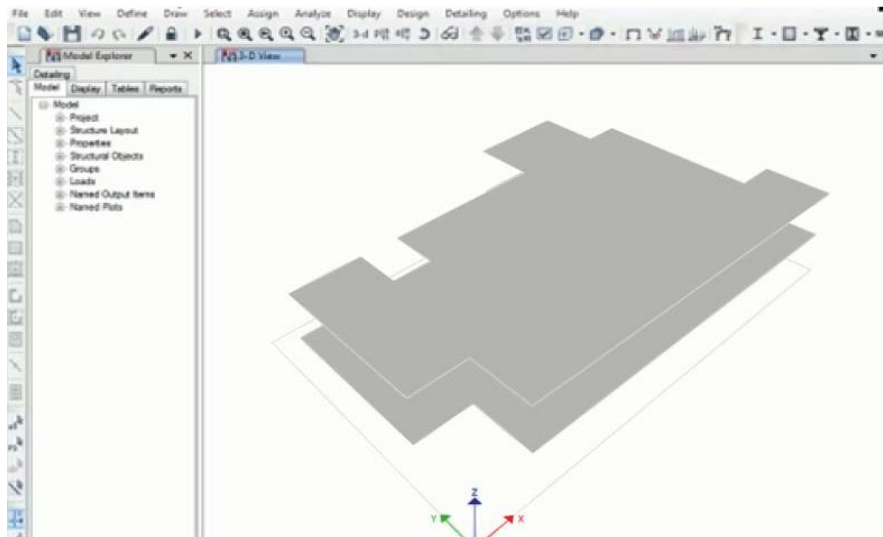 File Edit View Define Draw Select Assign Analyze Display Design Detailing Options Help
3-d
Model Explorer
3-D View
Detailing
Model Display Tables Reports
Model
Project
Structure Layout
Properties
Structural Objects
Groups
Loads
Named Output Items
Named Plots
Z
Y X